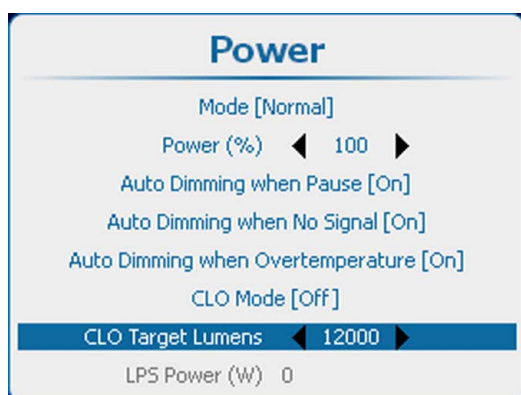 Power
Mode [Normal]
Power (%) 100
Auto Dimming when Pause [On]
Auto Dimming when No Signal [On]
Auto Dimming when Overtemperature [On]
CLO Mode [Off]
CLO Target Lumens 12000
LPS Power (W) 0